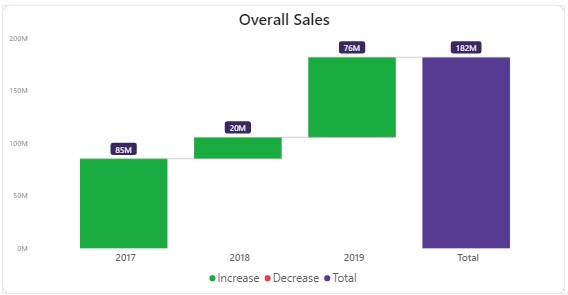 Overall Sales
200M
150M
100M
50M
0M
85M
20M
76M
182M
2017 2018 2019 Total
Increase Decrease Total